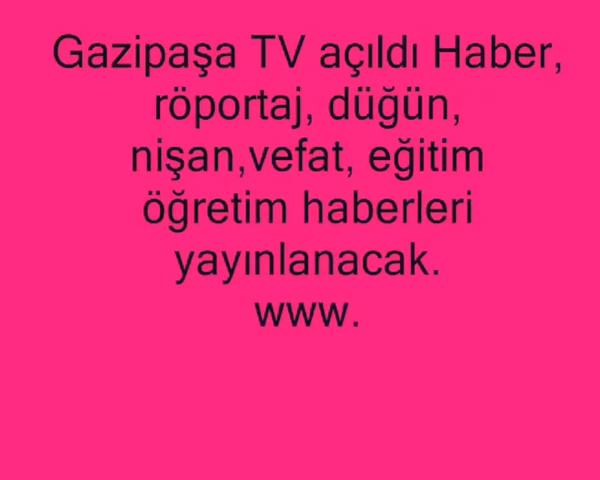 Gazipaşa TV açıldı Haber,
röportaj, düğün,
nişan,vefat, eğitim
öğretim haberleri
yayınlanacak.
www.